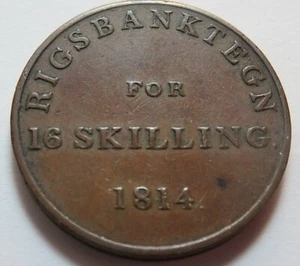 RIGSBANKTEGN
FOR
16 SKILLING.
1814.